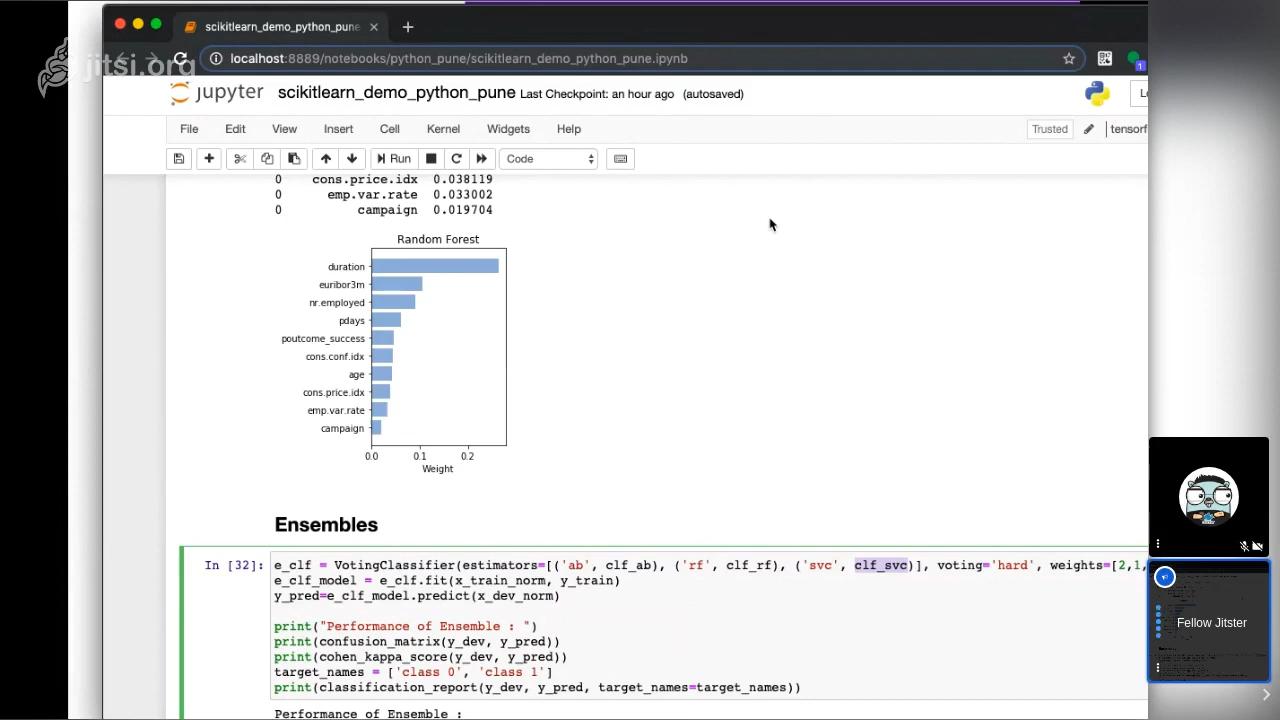 scikitlearn_demo_python_pune
localhost:8889/notebooks/python_pune/scikitlearn_demo_python_pune.ipynb
jitsi.org
1
jupyter scikitlearn_demo_python_pune Last Checkpoint: an hour ago (autosaved)
File Edit View Insert Cell Kernel Widgets Help Trusted
Run Code
0 cons.price.idx 0.038119
0 emp.var.rate 0.033002
0 campaign 0.019704
Random Forest
duration
euribor3m
nr.employed
pdays
poutcome_success
cons.conf.idx
age
cons.price.idx
emp.var.rate
campaign
0.0 0.1 0.2
Weight
Ensembles
In [32]: e_clf = VotingClassifier(estimators=[('ab', clf_ab), ('rf', clf_rf), ('svc', clf_svc)], voting='hard', weights=[2,1,
e_clf_model = e_clf.fit(x_train_norm, y_train)
y_pred=e_clf_model.predict(x_dev_norm)
print("Performance of Ensemble : ")
print(confusion_matrix(y_dev, y_pred))
print(cohen_kappa_score(y_dev, y_pred))
target_names = ['class 0', 'class 1']
print(classification_report(y_dev, y_pred, target_names=target_names))
Performance of Ensemble :
Fellow Jitster